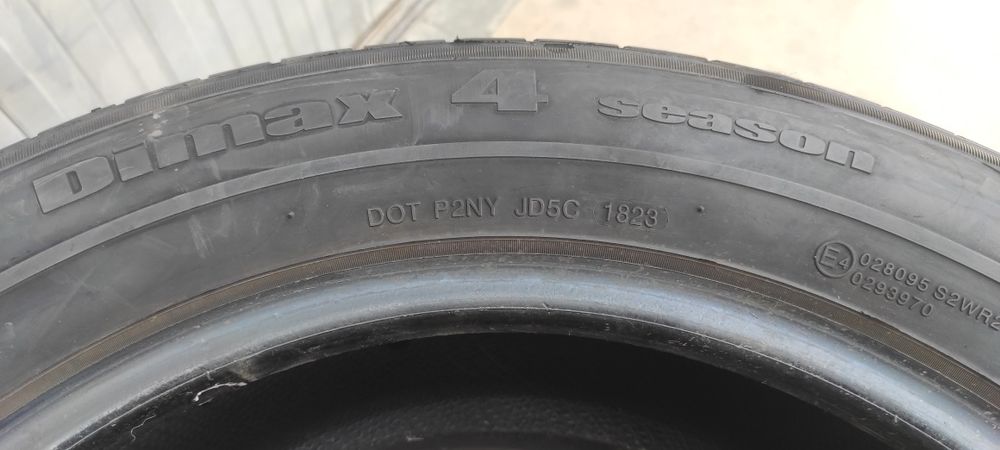 Dimax 4 season
DOT P2NY JD5C 1823
E4 028095 S2WR2
0293970